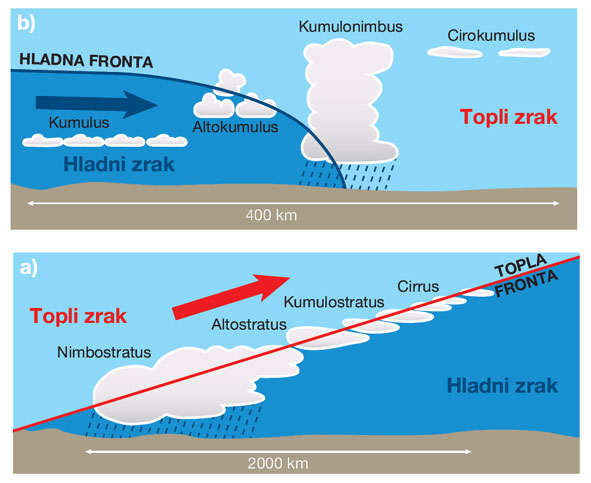 b)
Kumulonimbus
Cirokumulus
HLADNA FRONTA
Kumulus
Altokumulus
Topli zrak
Hladni zrak
400 km
a)
TOPLA
FRONTA
Cirrus
Kumulostratus
Topli zrak
Altostratus
Nimbostratus
Hladni zrak
2000 km